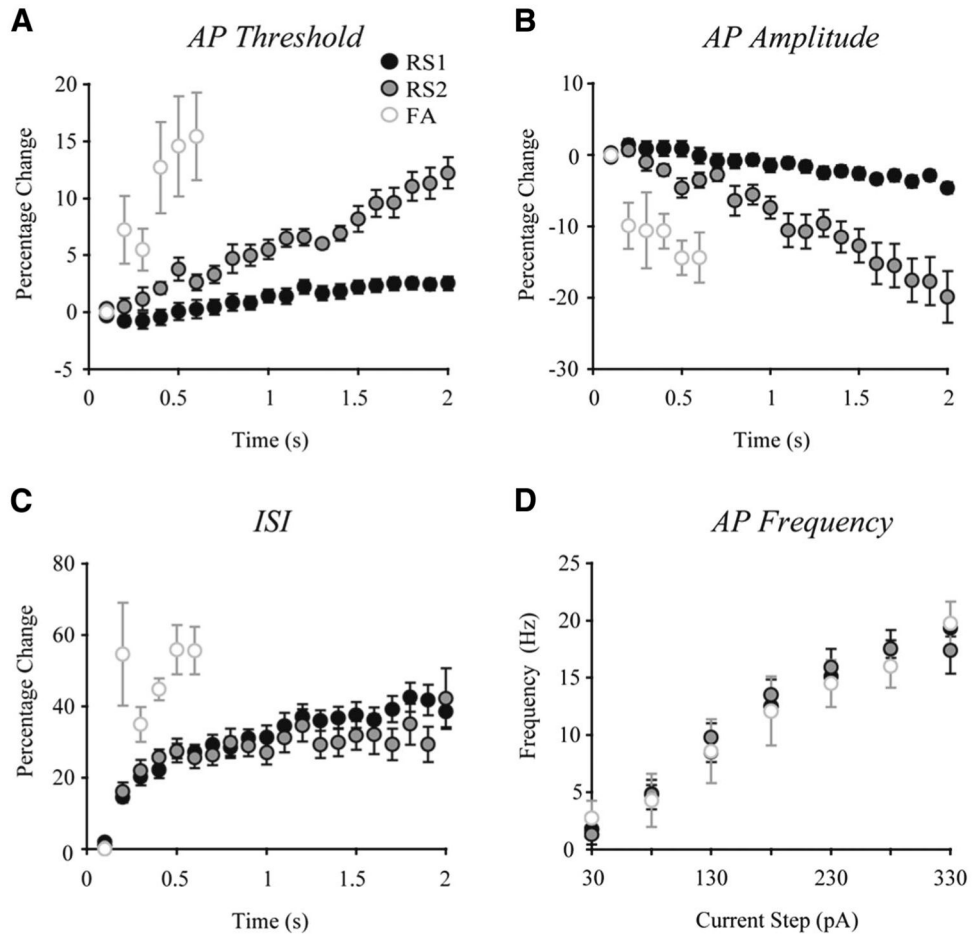 A
AP Threshold
RS1
RS2
FA
Percentage Change
20
15
10
5
0
-5
0 0.5 1 1.5 2
Time (s)
B
AP Amplitude
Percentage Change
10
0
-10
-20
-30
0 0.5 1 1.5 2
Time (s)
C
ISI
Percentage Change
80
60
40
20
0
0 0.5 1 1.5 2
Time (s)
D
AP Frequency
Frequency (Hz)
25
20
15
10
5
0
30 130 230 330
Current Step (pA)